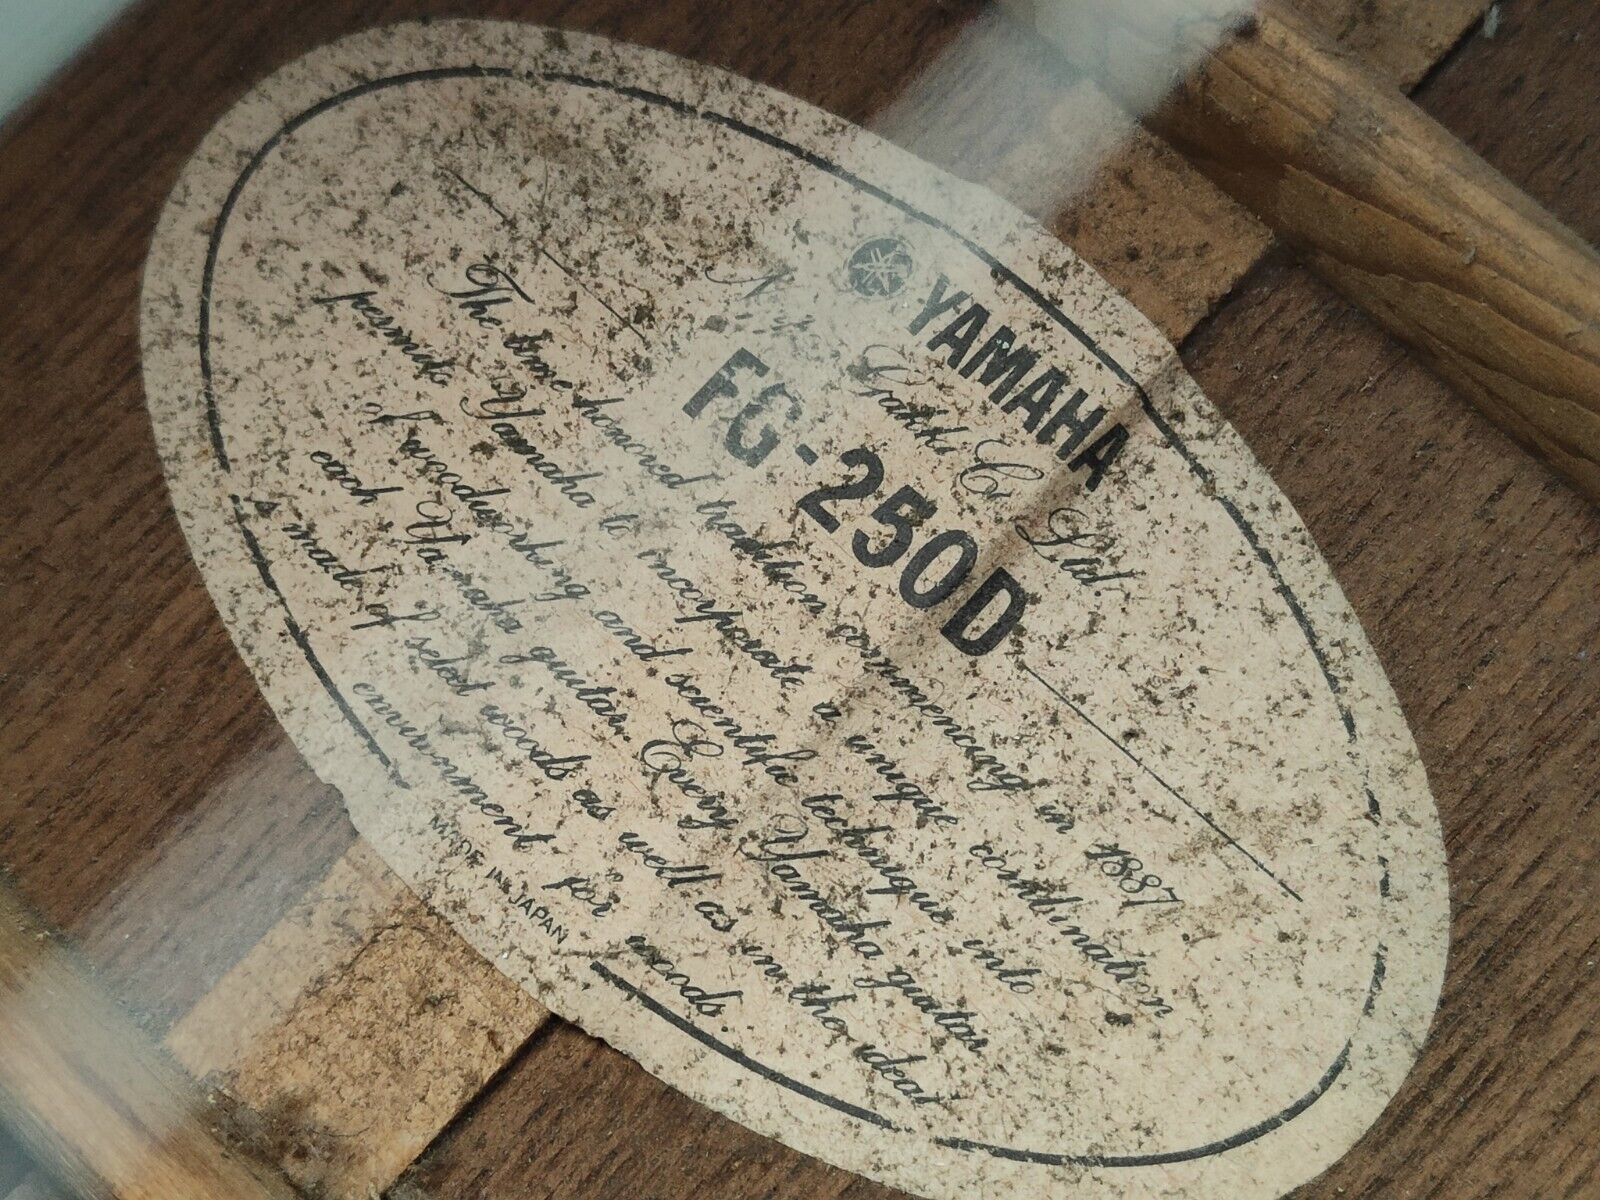 YAMAHA
Nippon Gakki Co. Ltd.
FG-250D
The time honored tradition commencing in 1887
permits Yamaha to incorporate a unique combination
of woodworking and scientific technique into
each Yamaha guitar. Every Yamaha guitar
is made of select woods as well as in the ideal
environment for woods.
MADE IN JAPAN